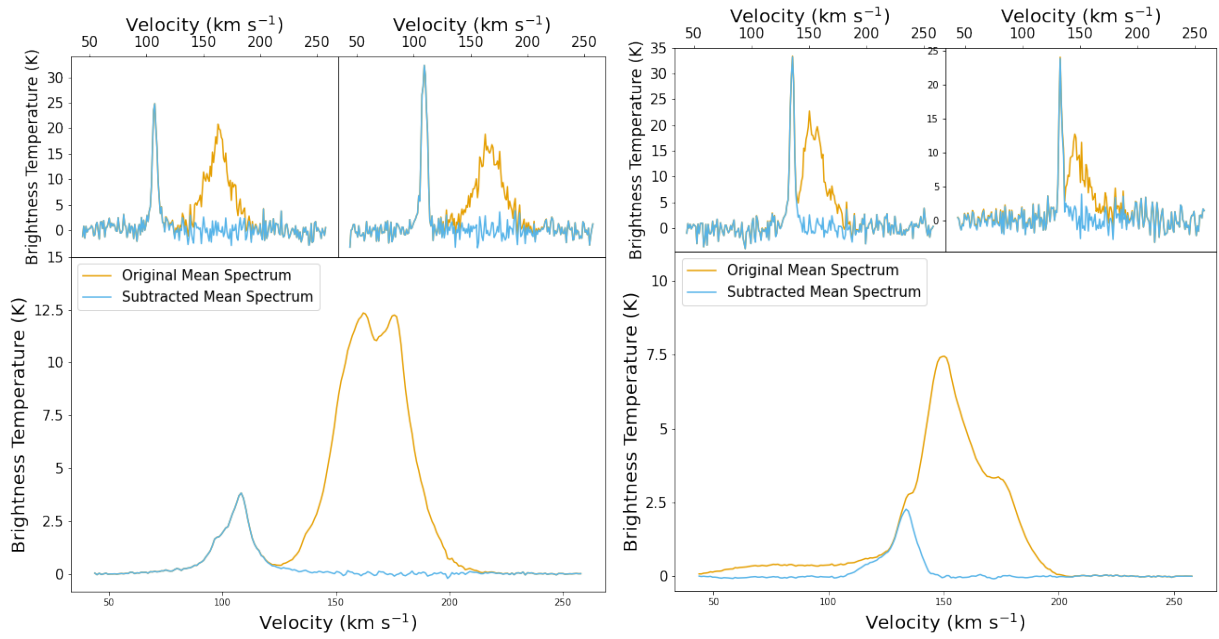 Velocity (km s⁻¹)
50 100 150 200 250
Velocity (km s⁻¹)
50 100 150 200 250
Brightness Temperature (K)
30
25
20
15
10
5
0
15
Original Mean Spectrum
Subtracted Mean Spectrum
Brightness Temperature (K)
12.5
10
7.5
5
2.5
0
50 100 150 200 250
Velocity (km s⁻¹)
Velocity (km s⁻¹)
50 100 150 200 250
Velocity (km s⁻¹)
50 100 150 200 250
Brightness Temperature (K)
35
30
25
20
15
10
5
0
Brightness Temperature (K)
25
20
15
10
5
0
Original Mean Spectrum
Subtracted Mean Spectrum
Brightness Temperature (K)
10
7.5
5
2.5
0
50 100 150 200 250
Velocity (km s⁻¹)